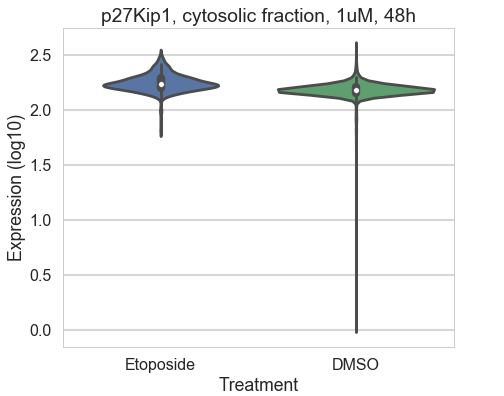 p27Kip1, cytosolic fraction, 1uM, 48h
Expression (log10)
2.5
2.0
1.5
1.0
0.5
0.0
Etoposide DMSO
Treatment